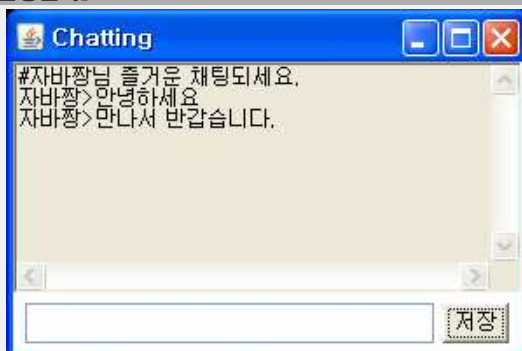 Chatting
#자바짱님 즐거운 채팅되세요.
자바짱>안녕하세요
자바짱>만나서 반갑습니다.
저장